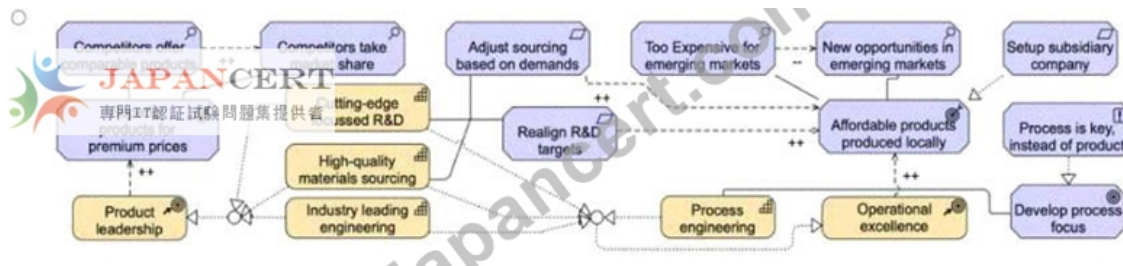 Competitors offer
comparable products
Competitors take
market share
Adjust sourcing
based on demands
Too Expensive for
emerging markets
New opportunities in
emerging markets
Setup subsidiary
company
++
--
JAPANCERT
専門IT認証試験問題集提供者
products for
premium prices
Cutting-edge
focussed R&D
Realign R&D
targets
++
++
Affordable products
produced locally
Process is key,
instead of product
High-quality
materials sourcing
++
++
Product
leadership
Industry leading
engineering
Process
engineering
Operational
excellence
Develop process
focus
japancert.com